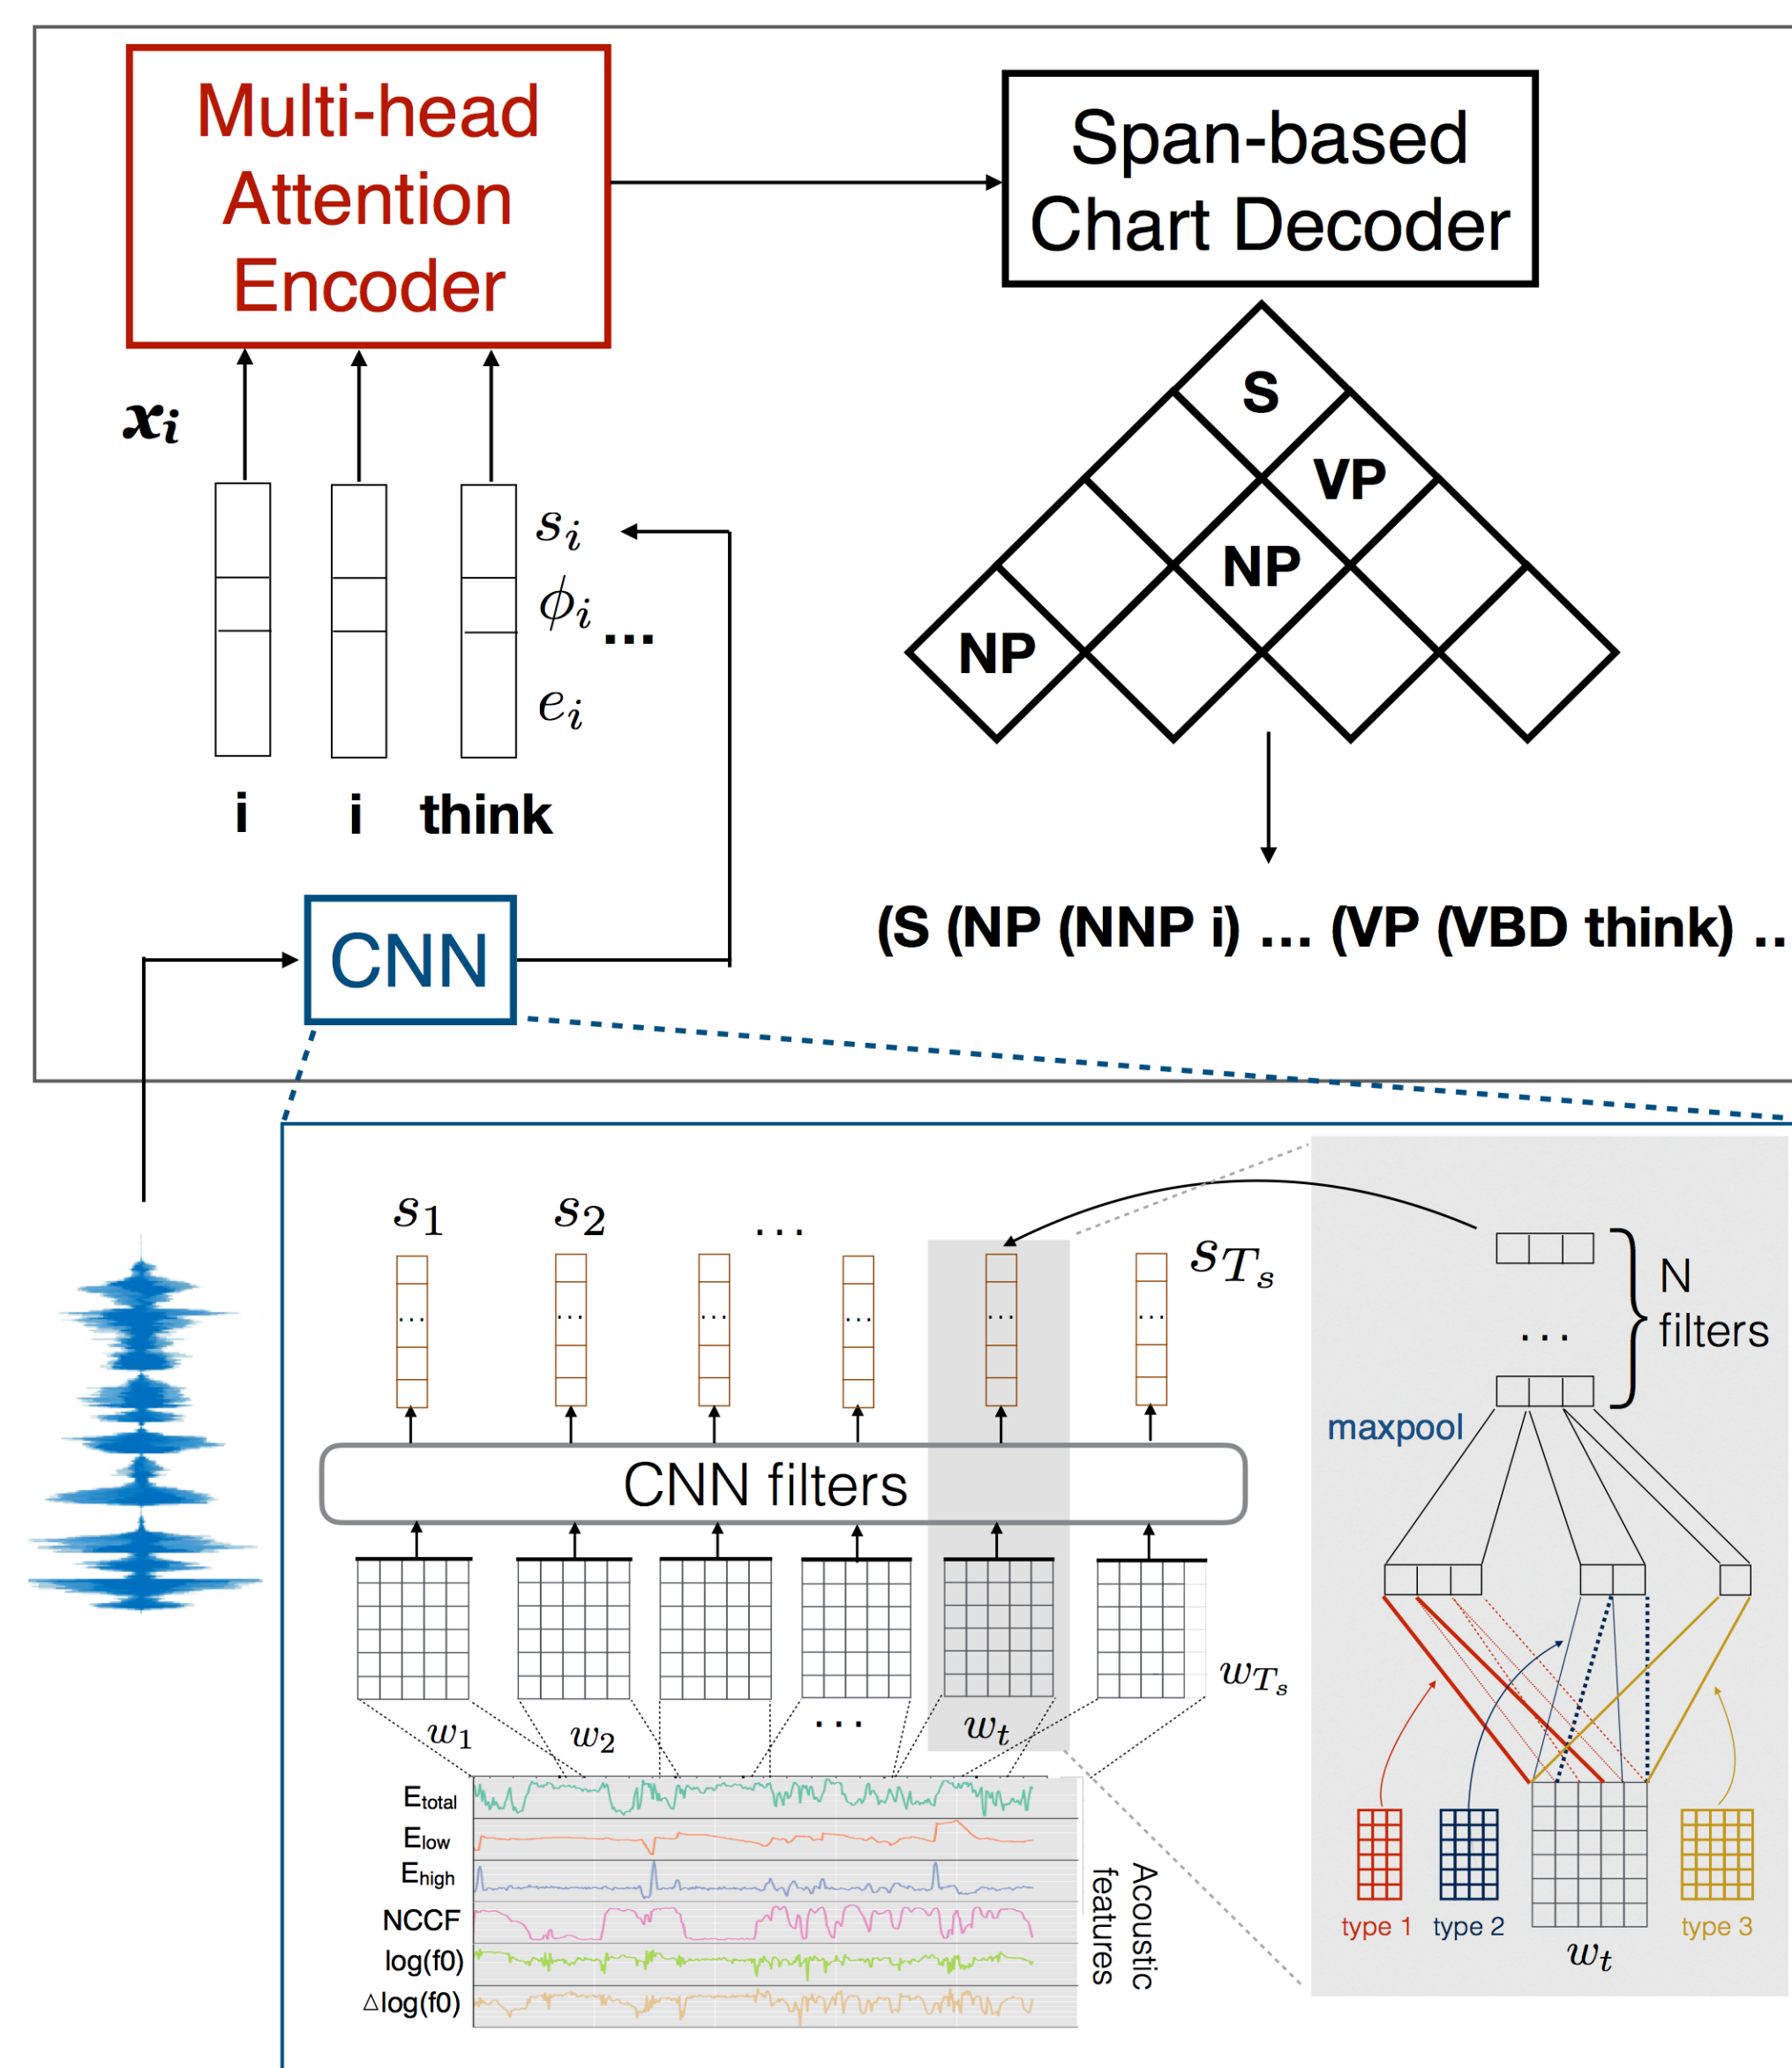 Multi-head
Attention
Encoder
Span-based
Chart Decoder
x_i
S
VP
NP
NP
s_i
ϕ_i
...
e_i
i i think
CNN
(S (NP (NNP i) ... (VP (VBD think) ..
s_1 s_2 ... s_{T_s}
... ... ... ... ... ...
CNN filters
w_1 w_2 ... w_t w_{T_s}
E_total
E_low
E_high
NCCF
log(f0)
△log(f0)
Acoustic
features
N
filters
...
maxpool
type 1 type 2 w_t type 3